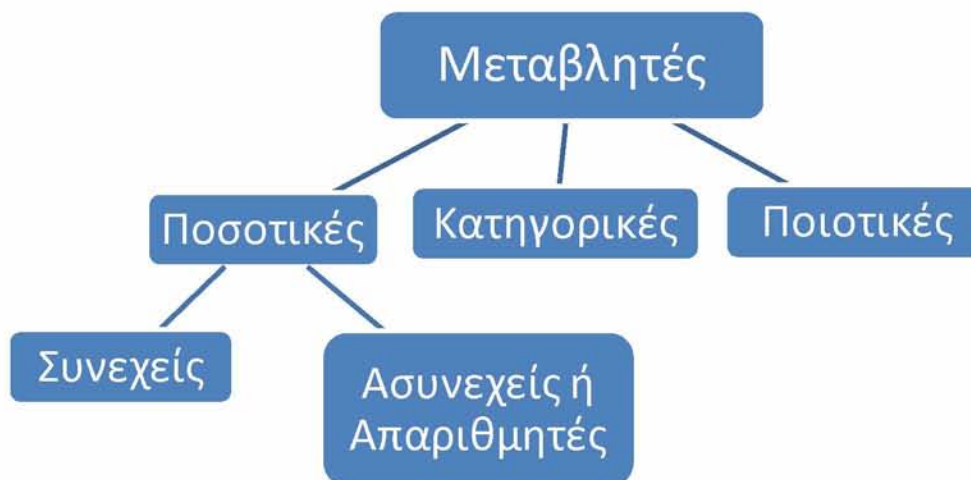 Μεταβλητές
Ποσοτικές
Κατηγορικές
Ποιοτικές
Συνεχείς
Ασυνεχείς ή
Απαριθμητές